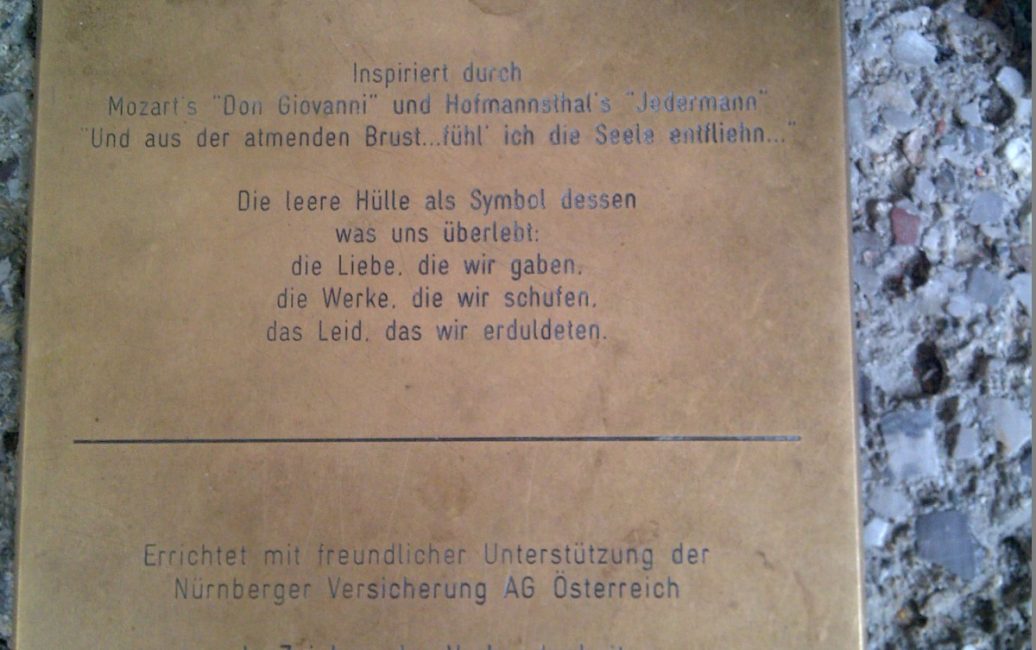 Inspiriert durch
Mozart's "Don Giovanni" und Hofmannsthal's "Jedermann"
"Und aus der atmenden Brust...fühl' ich die Seele entfliehn..."
Die leere Hülle als Symbol dessen
was uns überlebt:
die Liebe, die wir gaben,
die Werke, die wir schufen,
das Leid, das wir erduldeten.
Errichtet mit freundlicher Unterstützung der
Nürnberger Versicherung AG Österreich